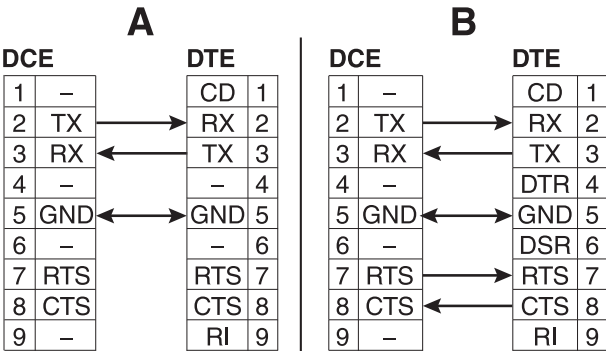 A
DCE DTE
1 – CD 1
2 TX RX 2
3 RX TX 3
4 – – 4
5 GND GND 5
6 – – 6
7 RTS RTS 7
8 CTS CTS 8
9 – RI 9
B
DCE DTE
1 – CD 1
2 TX RX 2
3 RX TX 3
4 – DTR 4
5 GND GND 5
6 – DSR 6
7 RTS RTS 7
8 CTS CTS 8
9 – RI 9